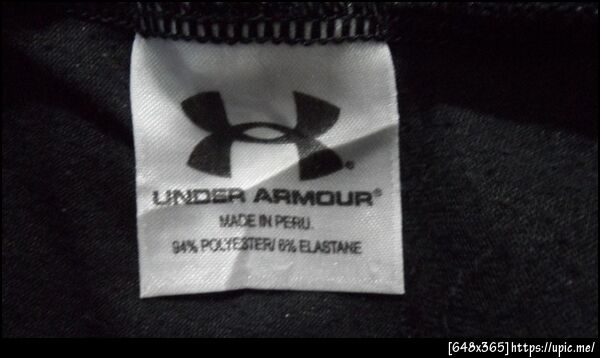 UNDER ARMOUR®
MADE IN PERU.
94% POLYESTER/ 6% ELASTANE
[648x365]https://upic.me/